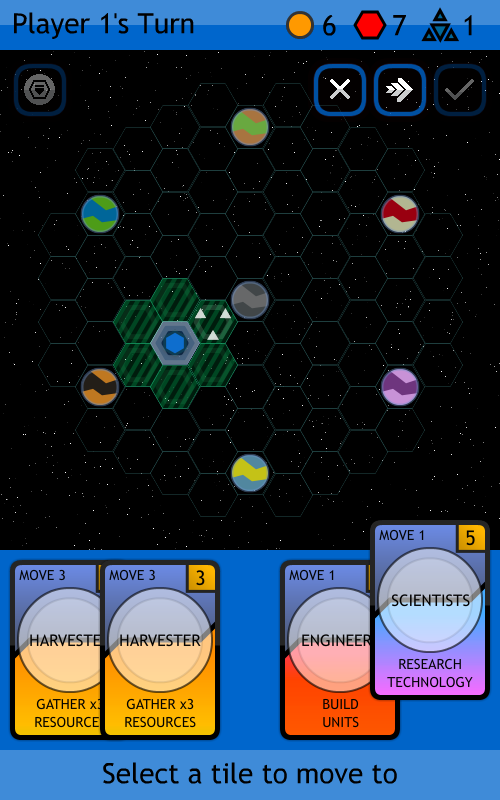 Player 1's Turn 6 7 1
MOVE 3
HARVESTE
GATHER x3
RESOURCE
MOVE 3 3
HARVESTER
GATHER x3
RESOURCES
MOVE 1
ENGINEER
BUILD
UNITS
MOVE 1 5
SCIENTISTS
RESEARCH
TECHNOLOGY
Select a tile to move to